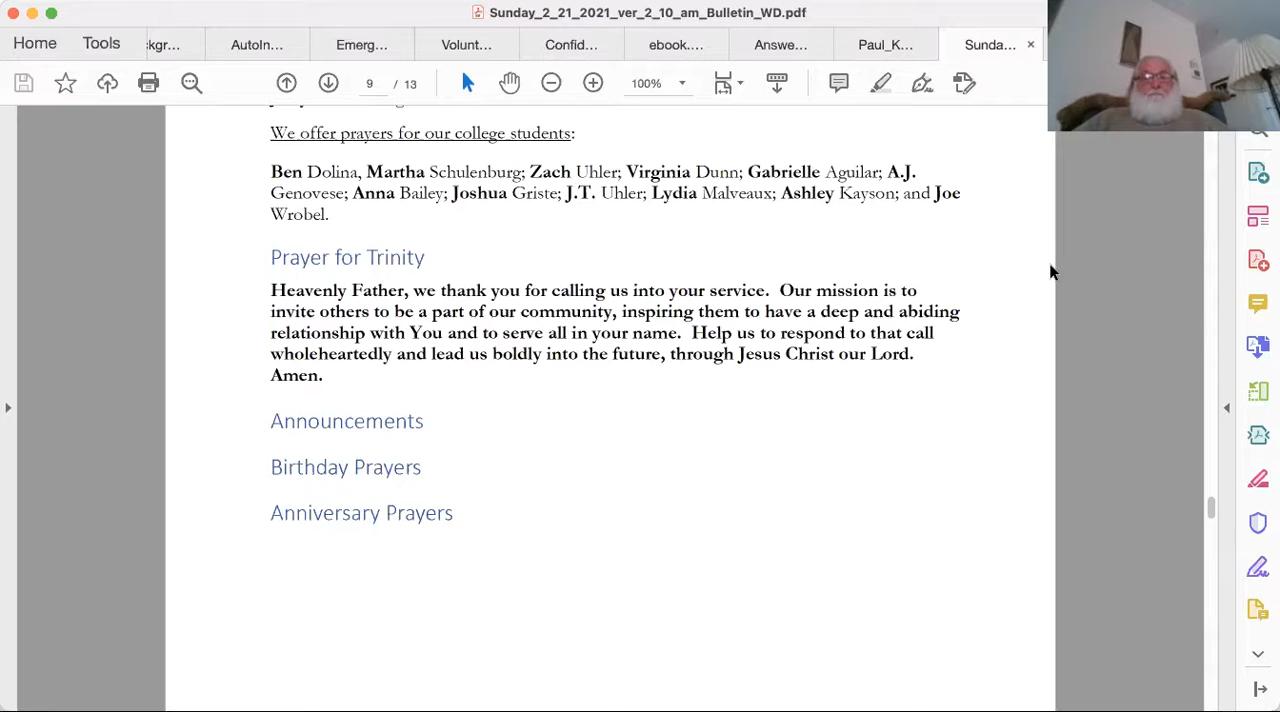 Sunday_2_21_2021_ver_2_10_am_Bulletin_WD.pdf
Home Tools kgr... AutoIn... Emerg... Volunt... Confid... ebook.... Answe... Paul_K... Sunda... ×
9 / 13 100%
We offer prayers for our college students:
Ben Dolina, Martha Schulenburg; Zach Uhler; Virginia Dunn; Gabrielle Aguilar; A.J.
Genovese; Anna Bailey; Joshua Griste; J.T. Uhler; Lydia Malveaux; Ashley Kayson; and Joe
Wrobel.
Prayer for Trinity
Heavenly Father, we thank you for calling us into your service. Our mission is to
invite others to be a part of our community, inspiring them to have a deep and abiding
relationship with You and to serve all in your name. Help us to respond to that call
wholeheartedly and lead us boldly into the future, through Jesus Christ our Lord.
Amen.
Announcements
Birthday Prayers
Anniversary Prayers